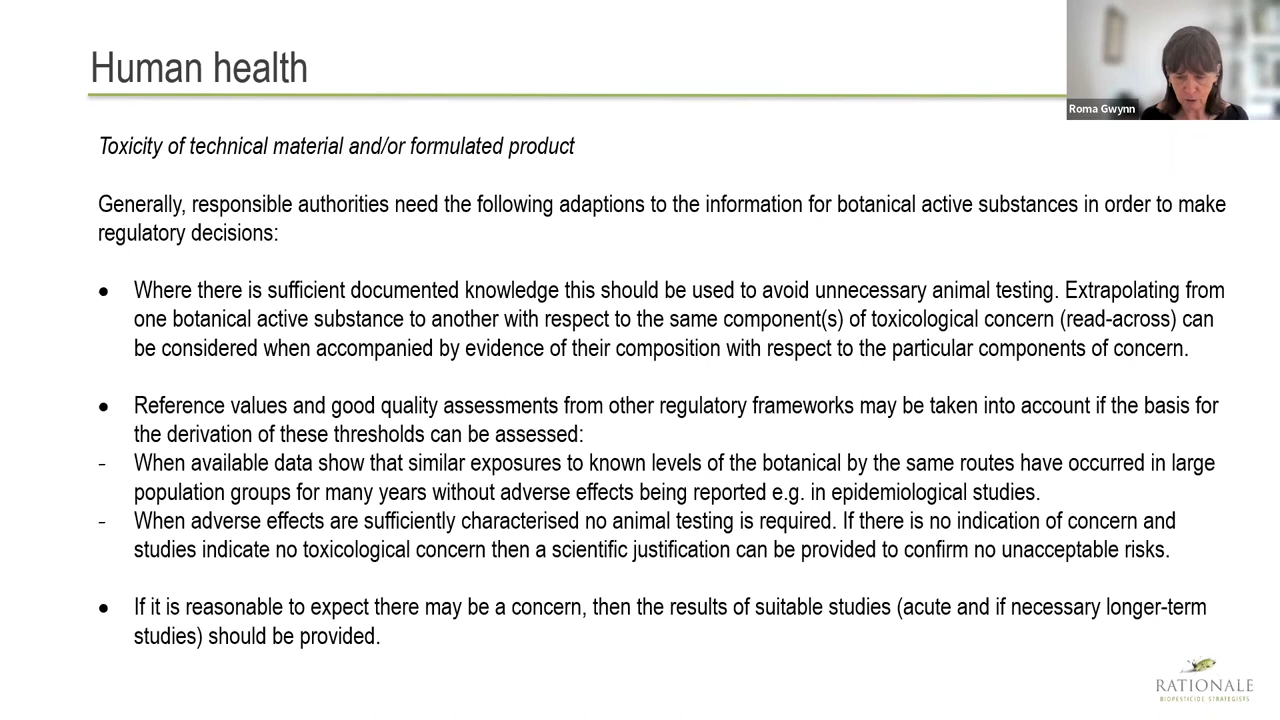 Human health
Roma Gwynn
Toxicity of technical material and/or formulated product
Generally, responsible authorities need the following adaptions to the information for botanical active substances in order to make
regulatory decisions:
• Where there is sufficient documented knowledge this should be used to avoid unnecessary animal testing. Extrapolating from
one botanical active substance to another with respect to the same component(s) of toxicological concern (read-across) can
be considered when accompanied by evidence of their composition with respect to the particular components of concern.
• Reference values and good quality assessments from other regulatory frameworks may be taken into account if the basis for
the derivation of these thresholds can be assessed:
- When available data show that similar exposures to known levels of the botanical by the same routes have occurred in large
population groups for many years without adverse effects being reported e.g. in epidemiological studies.
- When adverse effects are sufficiently characterised no animal testing is required. If there is no indication of concern and
studies indicate no toxicological concern then a scientific justification can be provided to confirm no unacceptable risks.
• If it is reasonable to expect there may be a concern, then the results of suitable studies (acute and if necessary longer-term
studies) should be provided.
RATIONALE
BIOPESTICIDE STRATEGISTS